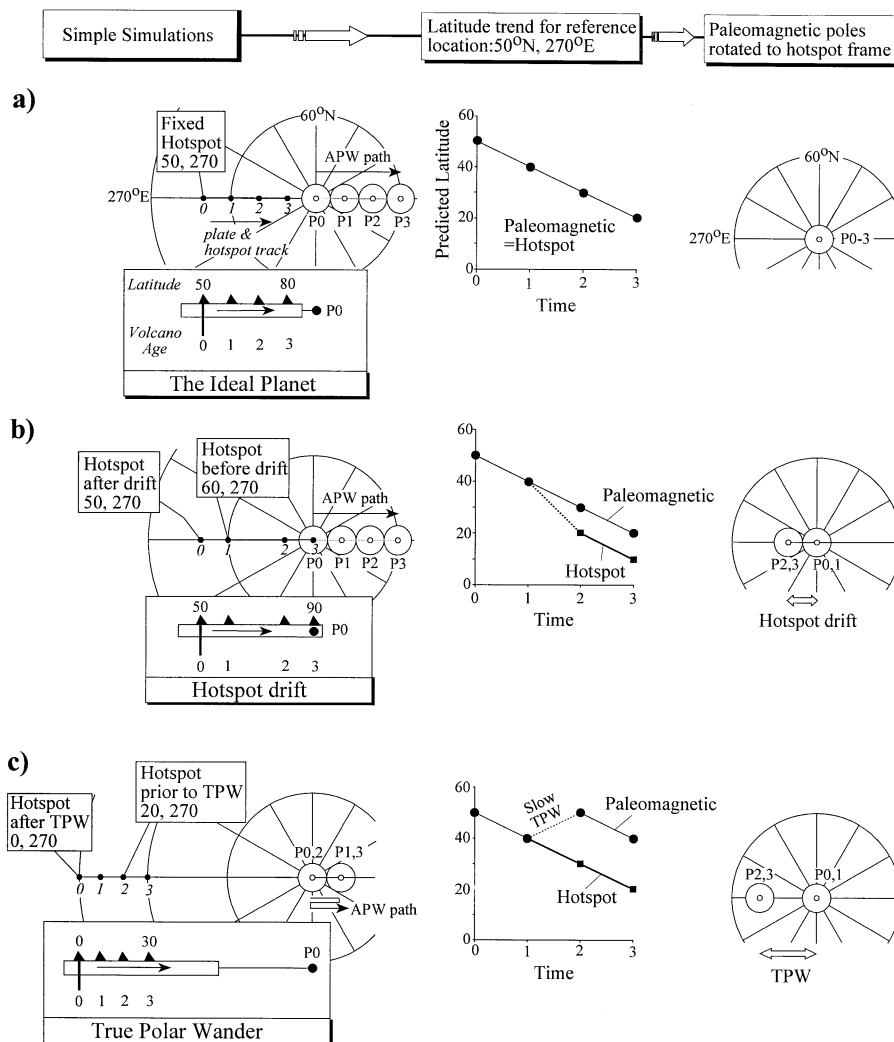 Simple Simulations
Latitude trend for reference
location:50°N, 270°E
Paleomagnetic poles
rotated to hotspot frame
a)
Fixed
Hotspot
50, 270
60°N
APW path
270°E
0 1 2 3
P0 P1 P2 P3
plate &
hotspot track
Latitude 50 80
P0
Volcano
Age
0 1 2 3
The Ideal Planet
Predicted Latitude
60
40
20
0
Paleomagnetic
=Hotspot
0 1 2 3
Time
60°N
270°E
P0-3
b)
Hotspot
after drift
50, 270
Hotspot
before drift
60, 270
APW path
0 1 2 3
P0 P1 P2 P3
50 90
P0
0 1 2 3
Hotspot drift
60
40
20
0
Paleomagnetic
Hotspot
0 1 2 3
Time
P2,3 P0,1
Hotspot drift
c)
Hotspot
after TPW
0, 270
Hotspot
prior to TPW
20, 270
P0,2 P1,3
0 1 2 3
APW path
0 30
P0
0 1 2 3
True Polar Wander
60
40
20
0
Slow
TPW
Paleomagnetic
Hotspot
0 1 2 3
Time
P2,3 P0,1
TPW